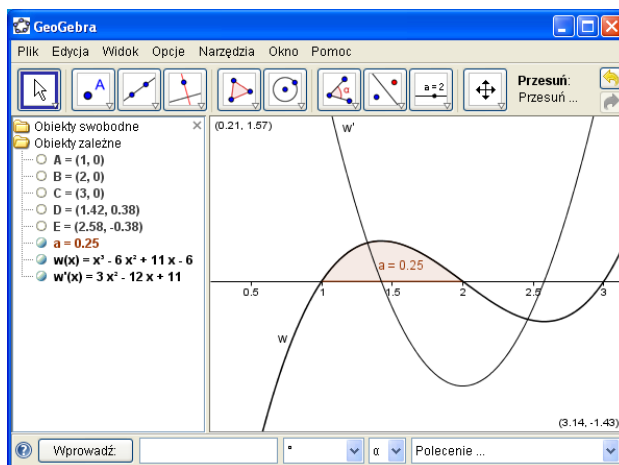 GeoGebra
Plik Edycja Widok Opcje Narzędzia Okno Pomoc
A
α
a = 2
Przesuń:
Przesuń ...
Obiekty swobodne
Obiekty zależne
A = (1, 0)
B = (2, 0)
C = (3, 0)
D = (1.42, 0.38)
E = (2.58, -0.38)
a = 0.25
w(x) = x³ - 6 x² + 11 x - 6
w'(x) = 3 x² - 12 x + 11
(0.21, 1.57)
w'
a = 0.25
0.5 1 1.5 2 2.5 3
w
(3.14, -1.43)
Wprowadź: ° α Polecenie ...